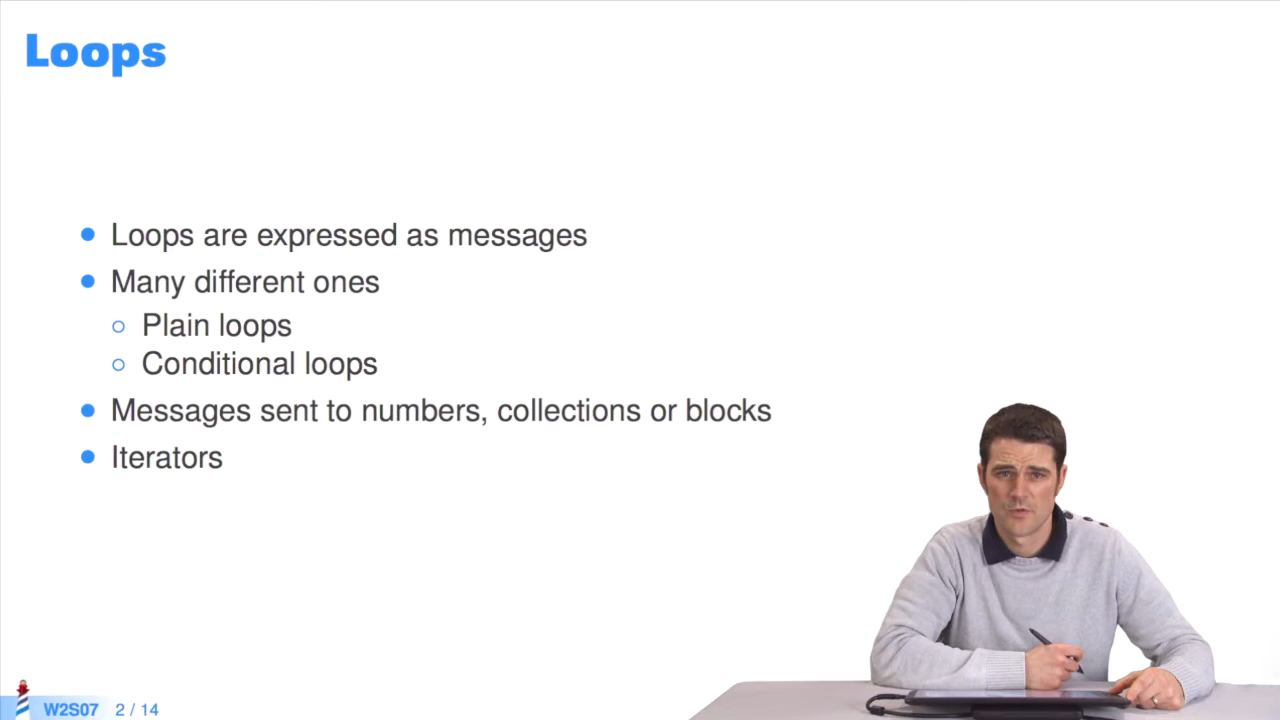 Loops
Loops are expressed as messages
Many different ones
Plain loops
Conditional loops
Messages sent to numbers, collections or blocks
Iterators
W2S07 2 / 14